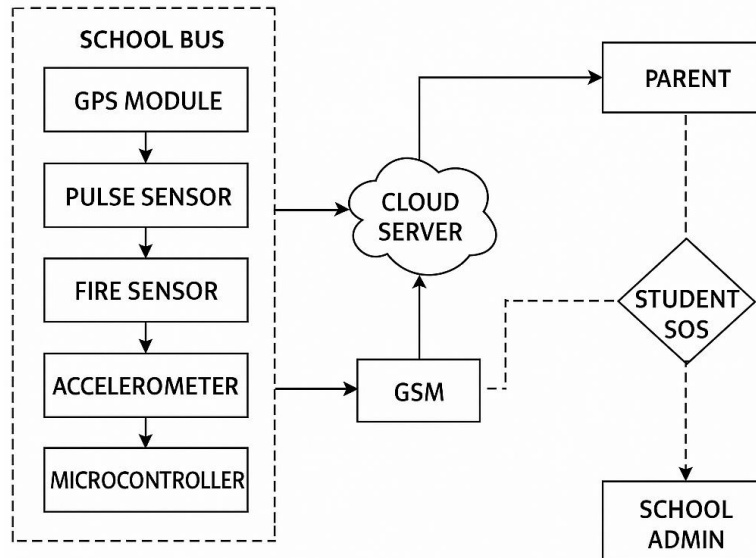 SCHOOL BUS
GPS MODULE
PULSE SENSOR
FIRE SENSOR
ACCELEROMETER
MICROCONTROLLER
CLOUD
SERVER
GSM
PARENT
STUDENT
SOS
SCHOOL
ADMIN